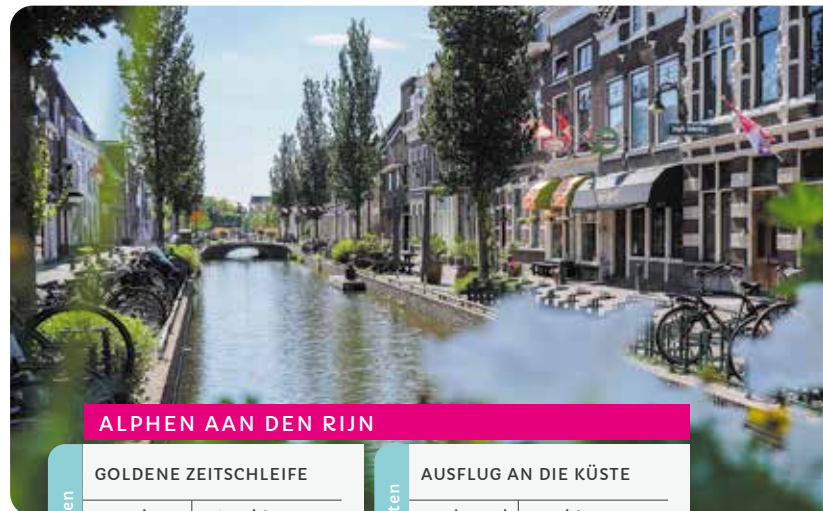 ALPHEN AAN DEN RIJN
GOLDENE ZEITSCHLEIFE
AUSFLUG AN DIE KÜSTE